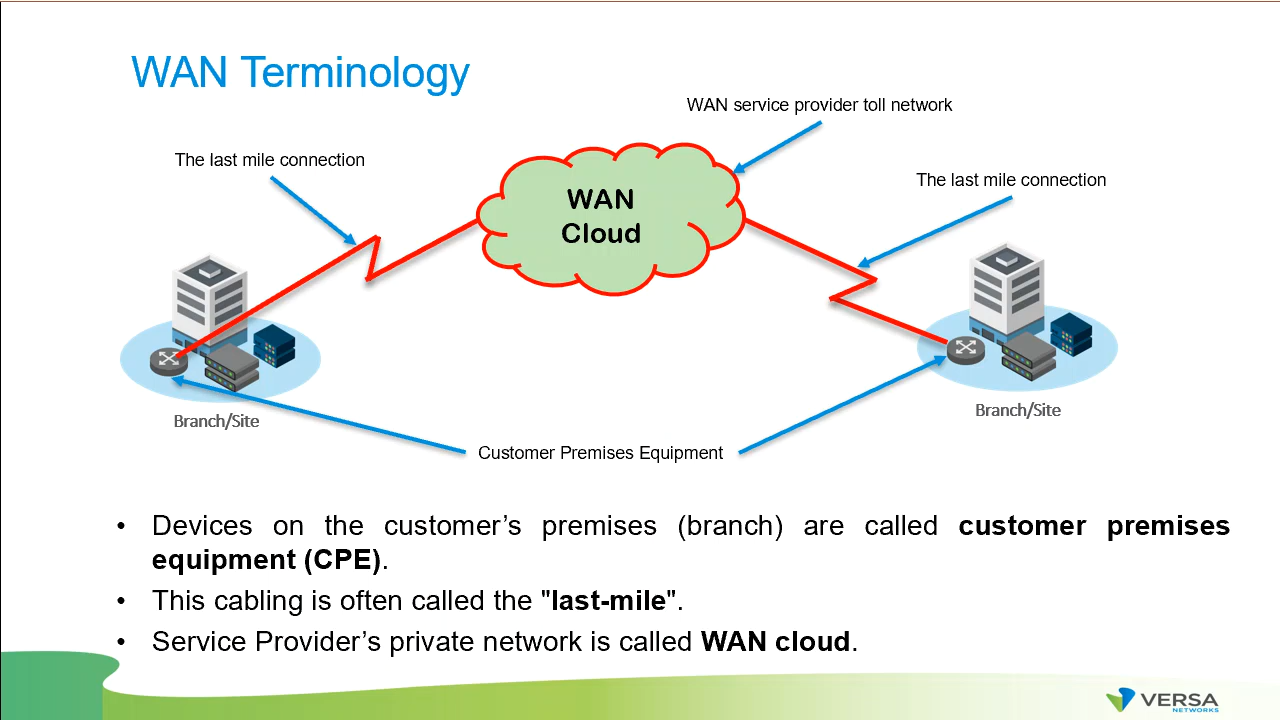 WAN Terminology
WAN service provider toll network
The last mile connection
The last mile connection
WAN
Cloud
Branch/Site
Branch/Site
Customer Premises Equipment
• Devices on the customer’s premises (branch) are called customer premises
equipment (CPE).
• This cabling is often called the "last-mile".
• Service Provider’s private network is called WAN cloud.
VERSA
NETWORKS